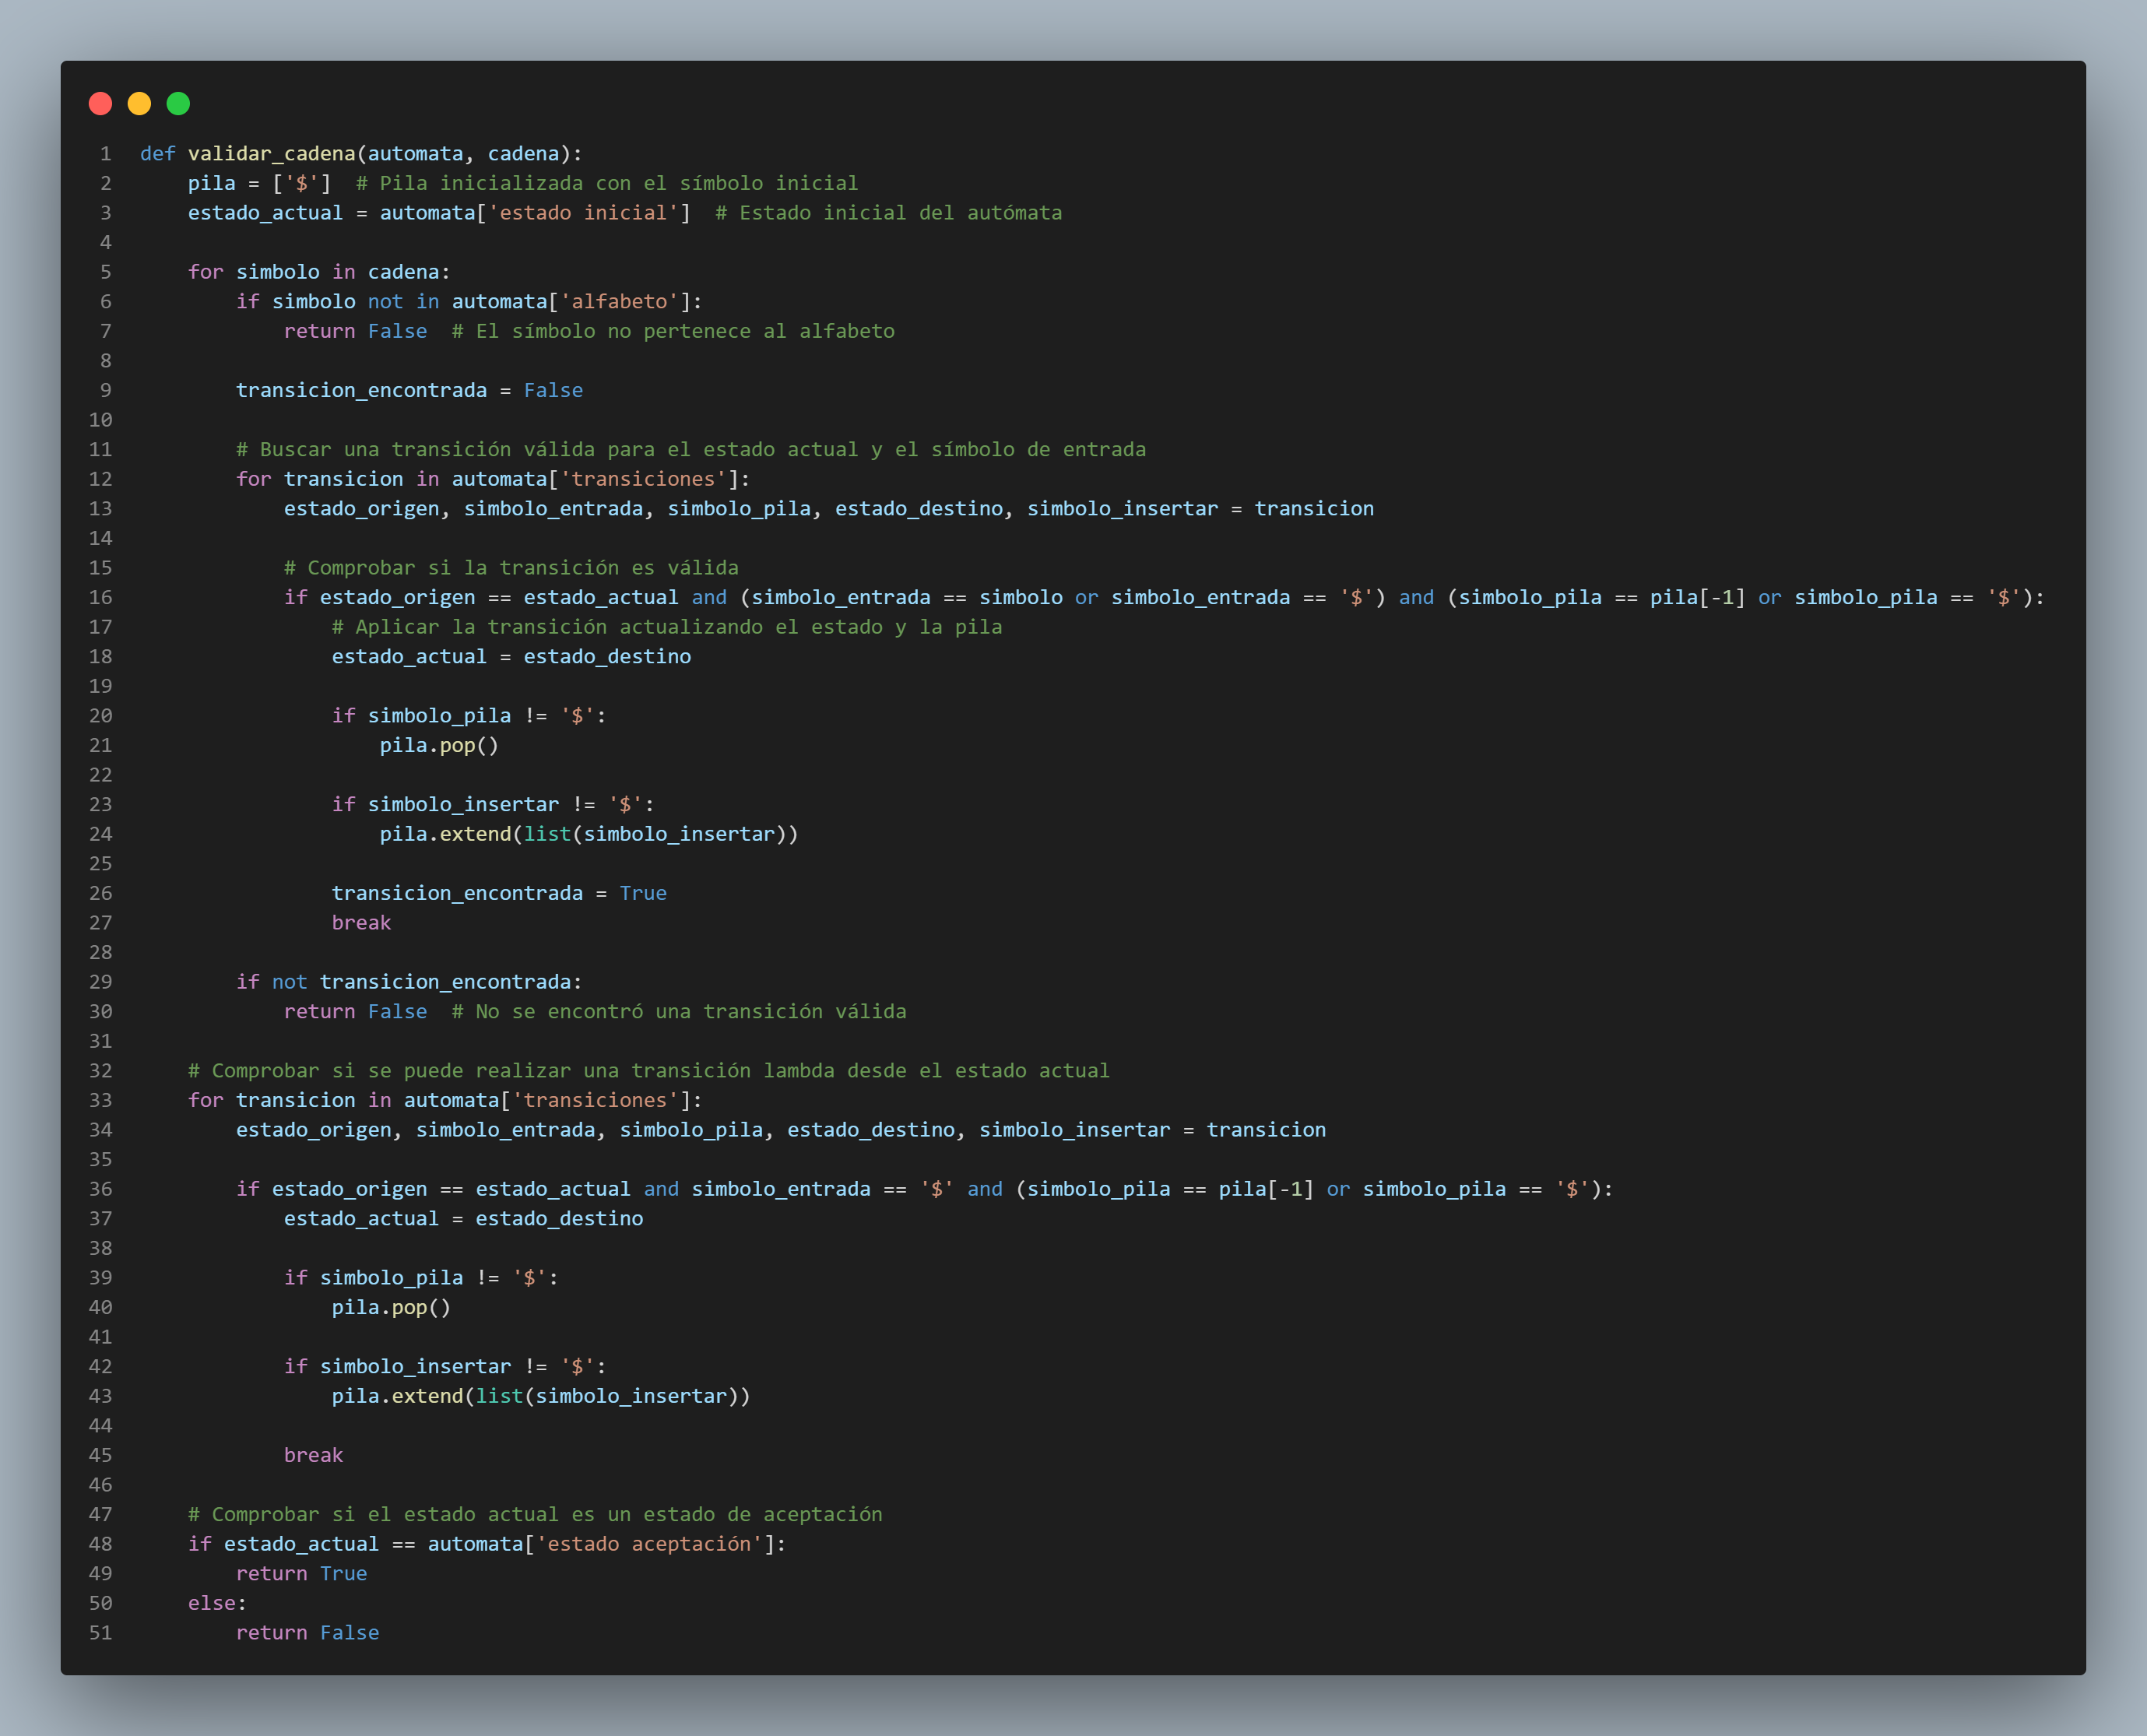 1 def validar_cadena(automata, cadena):
2     pila = ['$']  # Pila inicializada con el símbolo inicial
3     estado_actual = automata['estado inicial']  # Estado inicial del autómata
4
5     for simbolo in cadena:
6         if simbolo not in automata['alfabeto']:
7             return False  # El símbolo no pertenece al alfabeto
8
9         transicion_encontrada = False
10
11         # Buscar una transición válida para el estado actual y el símbolo de entrada
12         for transicion in automata['transiciones']:
13             estado_origen, simbolo_entrada, simbolo_pila, estado_destino, simbolo_insertar = transicion
14
15             # Comprobar si la transición es válida
16             if estado_origen == estado_actual and (simbolo_entrada == simbolo or simbolo_entrada == '$') and (simbolo_pila == pila[-1] or simbolo_pila == '$'):
17                 # Aplicar la transición actualizando el estado y la pila
18                 estado_actual = estado_destino
19
20                 if simbolo_pila != '$':
21                     pila.pop()
22
23                 if simbolo_insertar != '$':
24                     pila.extend(list(simbolo_insertar))
25
26                 transicion_encontrada = True
27                 break
28
29         if not transicion_encontrada:
30             return False  # No se encontró una transición válida
31
32     # Comprobar si se puede realizar una transición lambda desde el estado actual
33     for transicion in automata['transiciones']:
34         estado_origen, simbolo_entrada, simbolo_pila, estado_destino, simbolo_insertar = transicion
35
36         if estado_origen == estado_actual and simbolo_entrada == '$' and (simbolo_pila == pila[-1] or simbolo_pila == '$'):
37             estado_actual = estado_destino
38
39             if simbolo_pila != '$':
40                 pila.pop()
41
42             if simbolo_insertar != '$':
43                 pila.extend(list(simbolo_insertar))
44
45             break
46
47     # Comprobar si el estado actual es un estado de aceptación
48     if estado_actual == automata['estado aceptación']:
49         return True
50     else:
51         return False